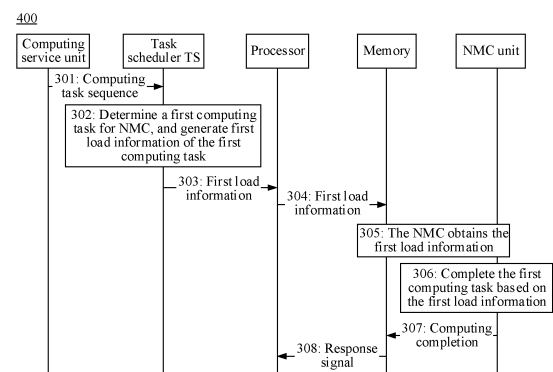 400
Computing
service unit
Task
scheduler TS
Processor
Memory
NMC unit
301: Computing
task sequence
302: Determine a first computing
task for NMC, and generate first
load information of the first
computing task
303: First load
information
304: First load
information
305: The NMC obtains the
first load information
306: Complete the first
computing task based on
the first load information
307: Computing
completion
308: Response
signal